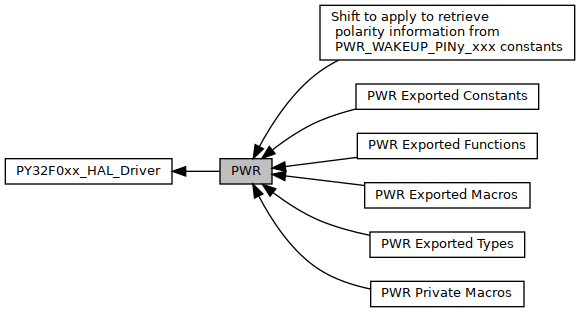 Shift to apply to retrieve
polarity information from
PWR_WAKEUP_PINy_xxx constants
PWR Exported Constants
PWR Exported Functions
PY32F0xx_HAL_Driver
PWR
PWR Exported Macros
PWR Exported Types
PWR Private Macros